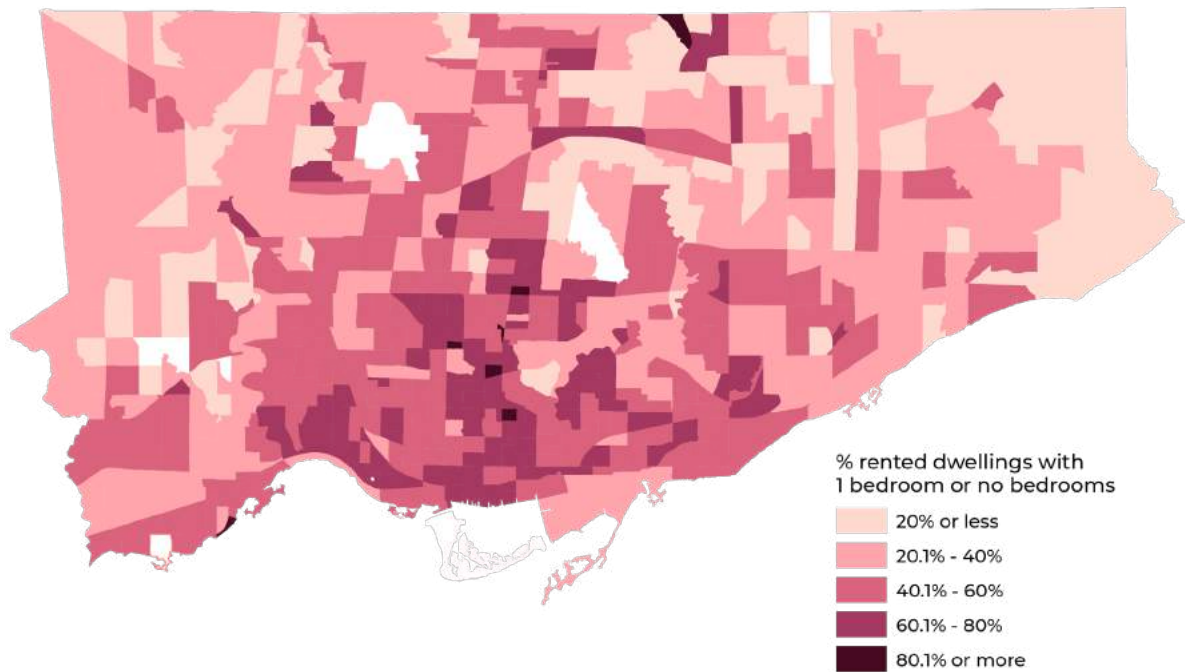 % rented dwellings with
1 bedroom or no bedrooms
20% or less
20.1% - 40%
40.1% - 60%
60.1% - 80%
80.1% or more